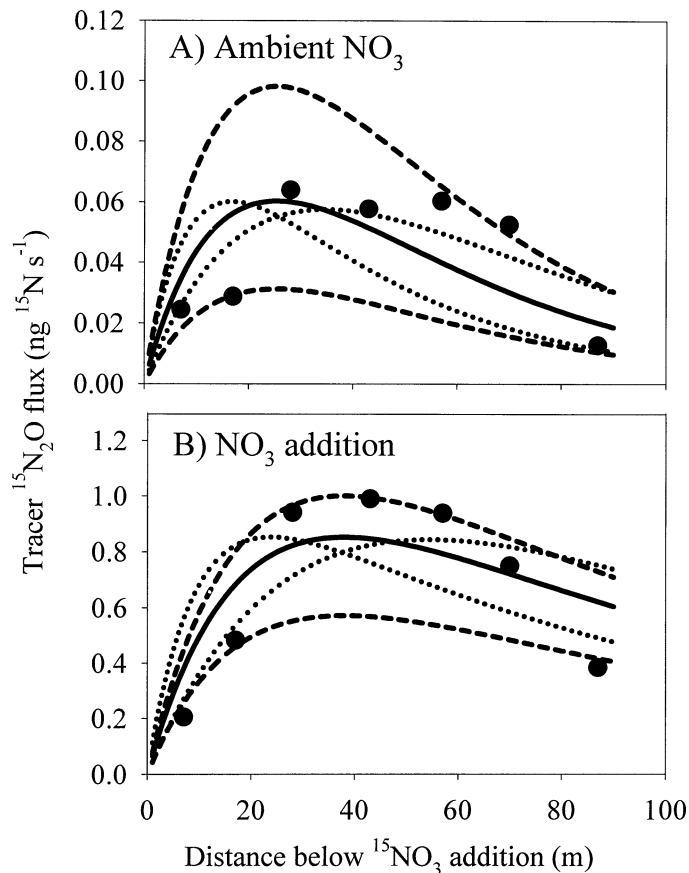 Tracer ¹⁵N₂O flux (ng ¹⁵N s⁻¹)
0.12
0.10
0.08
0.06
0.04
0.02
0.00
A) Ambient NO₃
1.2
1.0
0.8
0.6
0.4
0.2
0.0
B) NO₃ addition
0 20 40 60 80 100
Distance below ¹⁵NO₃ addition (m)